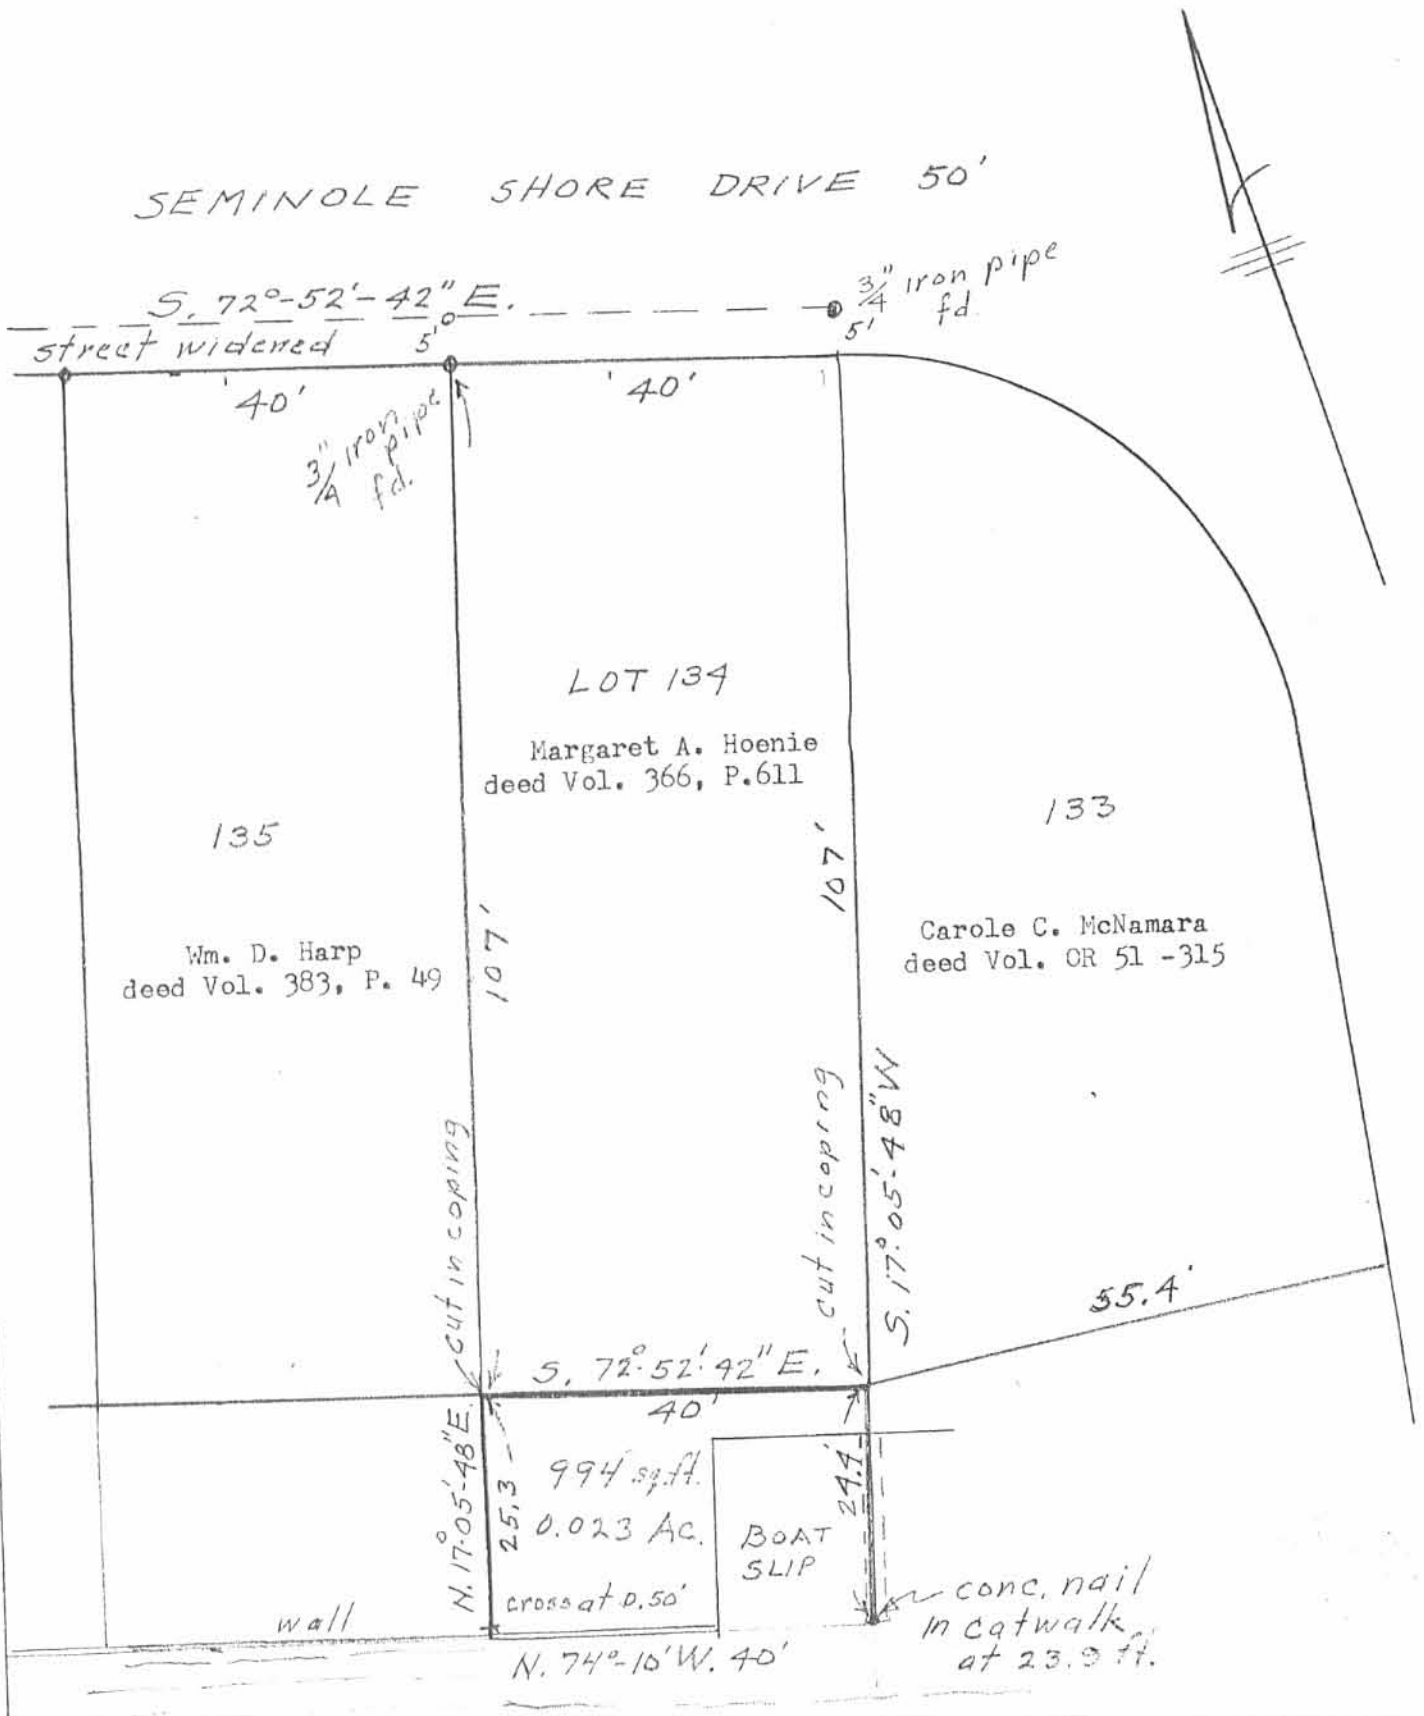 SEMINOLE SHORE DRIVE 50'
S. 72°-52'-42" E.
3/4" iron pipe
fd.
street widened
5'
5'
40'
40'
3/4" iron
pipe
fd.
LOT 134
Margaret A. Hoenie
deed Vol. 366, P.611
135
133
107'
107'
Wm. D. Harp
deed Vol. 383, P. 49
Carole C. McNamara
deed Vol. OR 51 -315
cut in coping
cut in coping
S. 17°-05'-48" W
55.4'
S. 72°-52'-42" E.
40'
N. 17°-05'-48" E.
25.3
994 sq.ft.
0.023 Ac.
24.4'
BOAT
SLIP
cross at 0.50'
wall
N. 74°-10' W. 40'
conc. nail
in catwalk
at 23.9 ft.